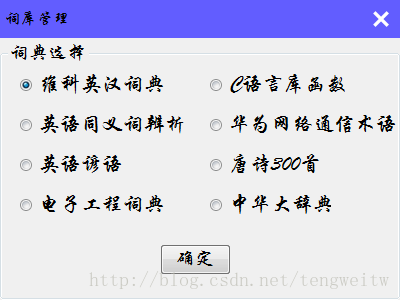 词库管理
词典选择
维科英汉词典 C语言库函数
英语同义词辨析 华为网络通信术语
英语谚语 唐诗300首
电子工程词典 中华大辞典
确定
http://blog.csdn.net/tengweitw